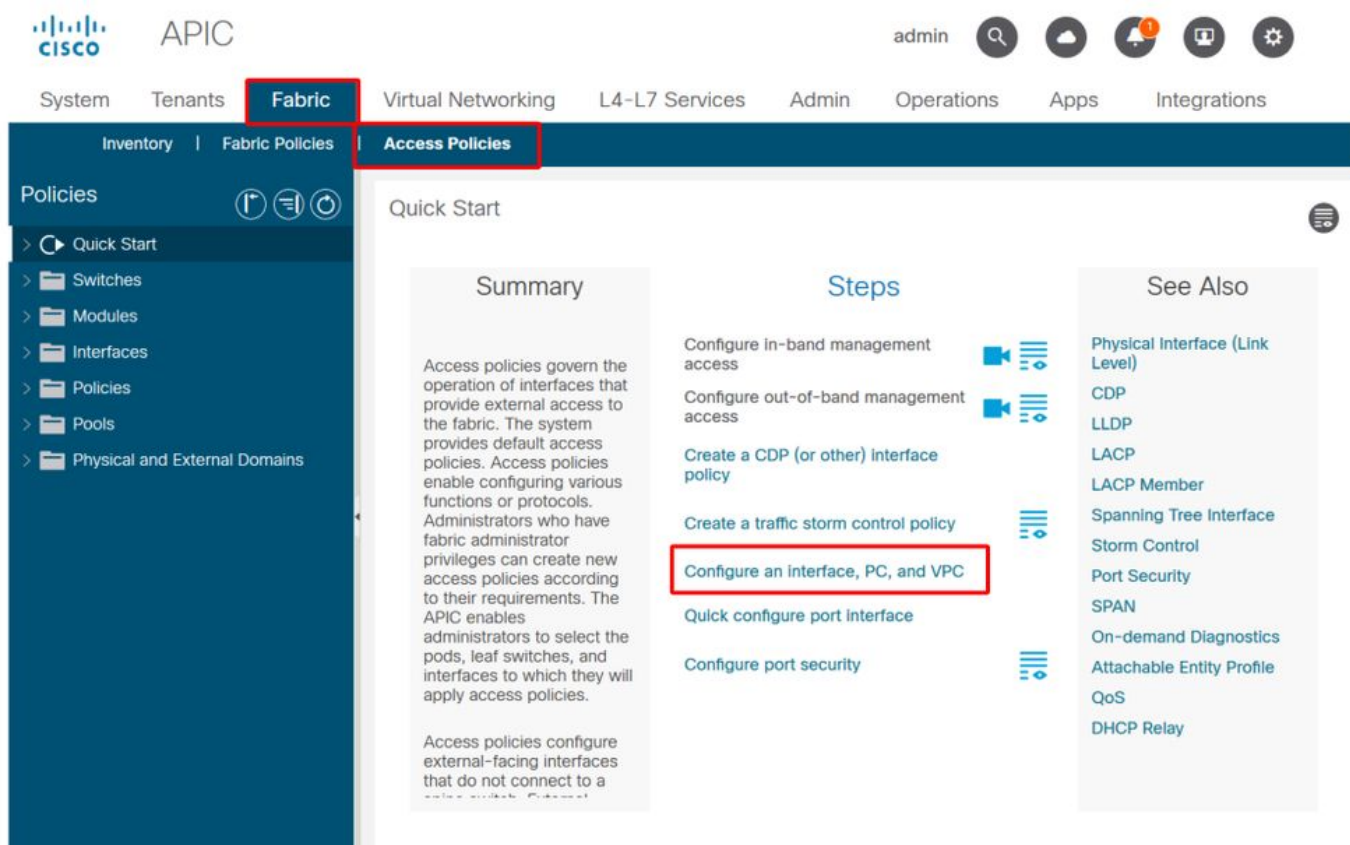 CISCO
APIC
admin
1
System
Tenants
Fabric
Virtual Networking
L4-L7 Services
Admin
Operations
Apps
Integrations
Inventory | Fabric Policies | Access Policies
Policies
Quick Start
Switches
Modules
Interfaces
Policies
Pools
Physical and External Domains
Quick Start
Summary
Access policies govern the
operation of interfaces that
provide external access to
the fabric. The system
provides default access
policies. Access policies
enable configuring various
functions or protocols.
Administrators who have
fabric administrator
privileges can create new
access policies according
to their requirements. The
APIC enables
administrators to select the
pods, leaf switches, and
interfaces to which they will
apply access policies.
Access policies configure
external-facing interfaces
that do not connect to a
Steps
Configure in-band management
access
Configure out-of-band management
access
Create a CDP (or other) interface
policy
Create a traffic storm control policy
Configure an interface, PC, and VPC
Quick configure port interface
Configure port security
See Also
Physical Interface (Link
Level)
CDP
LLDP
LACP
LACP Member
Spanning Tree Interface
Storm Control
Port Security
SPAN
On-demand Diagnostics
Attachable Entity Profile
QoS
DHCP Relay